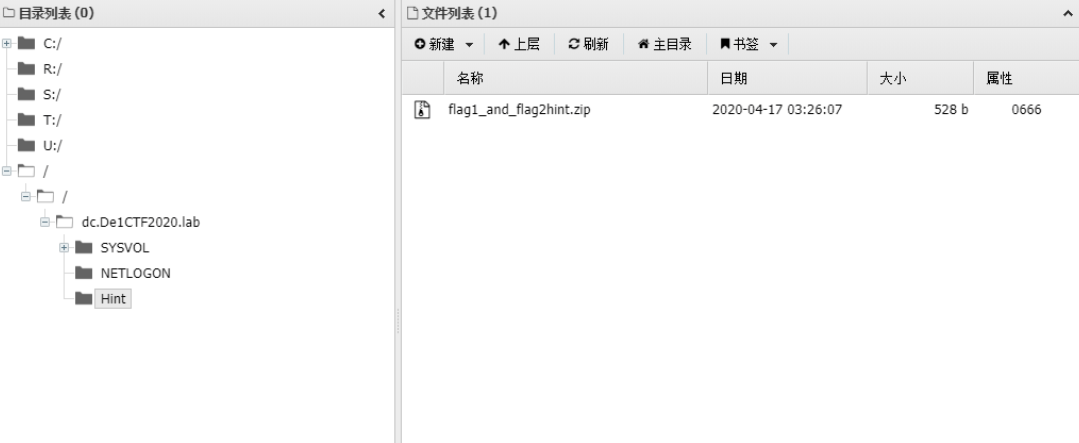 目录列表 (0)
C:/
R:/
S:/
T:/
U:/
/
/
dc.De1CTF2020.lab
SYSVOL
NETLOGON
Hint
文件列表 (1)
新建 上层 刷新 主目录 书签
名称 日期 大小 属性
flag1_and_flag2hint.zip 2020-04-17 03:26:07 528 b 0666